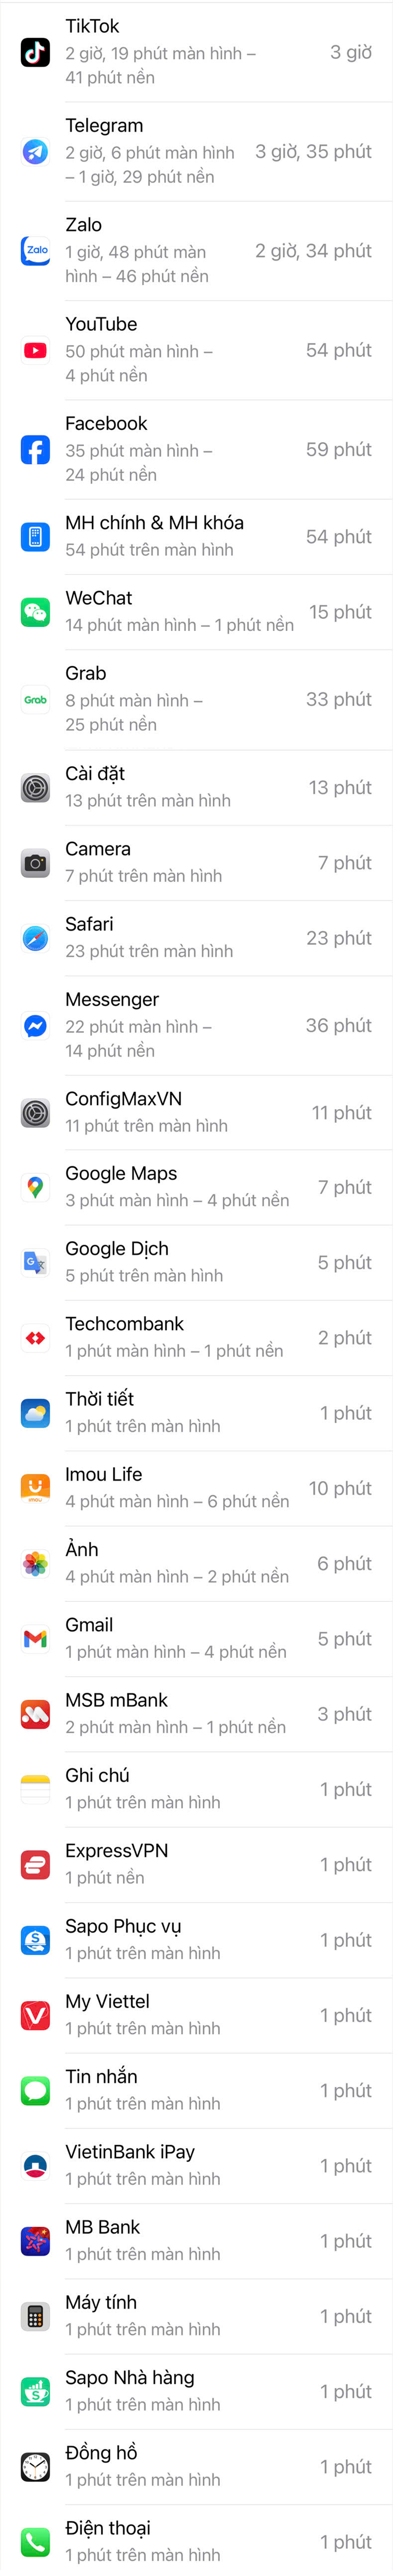 TikTok
2 giờ, 19 phút màn hình –
41 phút nền
3 giờ
Telegram
2 giờ, 6 phút màn hình
– 1 giờ, 29 phút nền
3 giờ, 35 phút
Zalo
Zalo
1 giờ, 48 phút màn
hình – 46 phút nền
2 giờ, 34 phút
YouTube
50 phút màn hình –
4 phút nền
54 phút
Facebook
35 phút màn hình –
24 phút nền
59 phút
MH chính & MH khóa
54 phút trên màn hình
54 phút
WeChat
14 phút màn hình – 1 phút nền
15 phút
Grab
Grab
8 phút màn hình –
25 phút nền
33 phút
Cài đặt
13 phút trên màn hình
13 phút
Camera
7 phút trên màn hình
7 phút
Safari
23 phút trên màn hình
23 phút
Messenger
22 phút màn hình –
14 phút nền
36 phút
ConfigMaxVN
11 phút trên màn hình
11 phút
Google Maps
3 phút màn hình – 4 phút nền
7 phút
Google Dịch
5 phút trên màn hình
5 phút
Techcombank
1 phút màn hình – 1 phút nền
2 phút
Thời tiết
1 phút trên màn hình
1 phút
Imou Life
imou
4 phút màn hình – 6 phút nền
10 phút
Ảnh
4 phút màn hình – 2 phút nền
6 phút
Gmail
1 phút màn hình – 4 phút nền
5 phút
MSB mBank
2 phút màn hình – 1 phút nền
3 phút
Ghi chú
1 phút trên màn hình
1 phút
ExpressVPN
1 phút nền
1 phút
Sapo Phục vụ
1 phút trên màn hình
1 phút
My Viettel
1 phút trên màn hình
1 phút
Tin nhắn
1 phút trên màn hình
1 phút
VietinBank iPay
1 phút trên màn hình
1 phút
MB Bank
1 phút trên màn hình
1 phút
Máy tính
1 phút trên màn hình
1 phút
Sapo Nhà hàng
1 phút trên màn hình
1 phút
Đồng hồ
1 phút trên màn hình
1 phút
Điện thoại
1 phút trên màn hình
1 phút